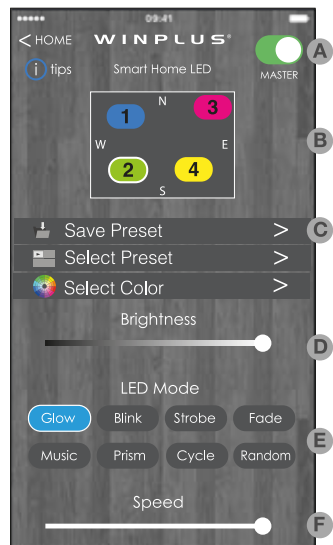 09:41
< HOME WINPLUS® A
i tips Smart Home LED MASTER
N
1 3
W E B
2 4
S
Save Preset > C
Select Preset >
Select Color >
Brightness
D
LED Mode
Glow Blink Strobe Fade
E
Music Prism Cycle Random
Speed
F